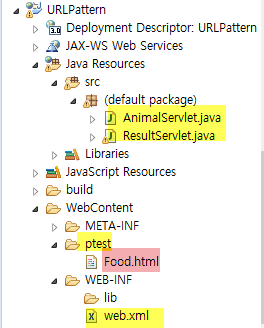 URLPattern
Deployment Descriptor: URLPattern
JAX-WS Web Services
Java Resources
src
(default package)
AnimalServlet.java
ResultServlet.java
Libraries
JavaScript Resources
build
WebContent
META-INF
ptest
Food.html
WEB-INF
lib
web.xml